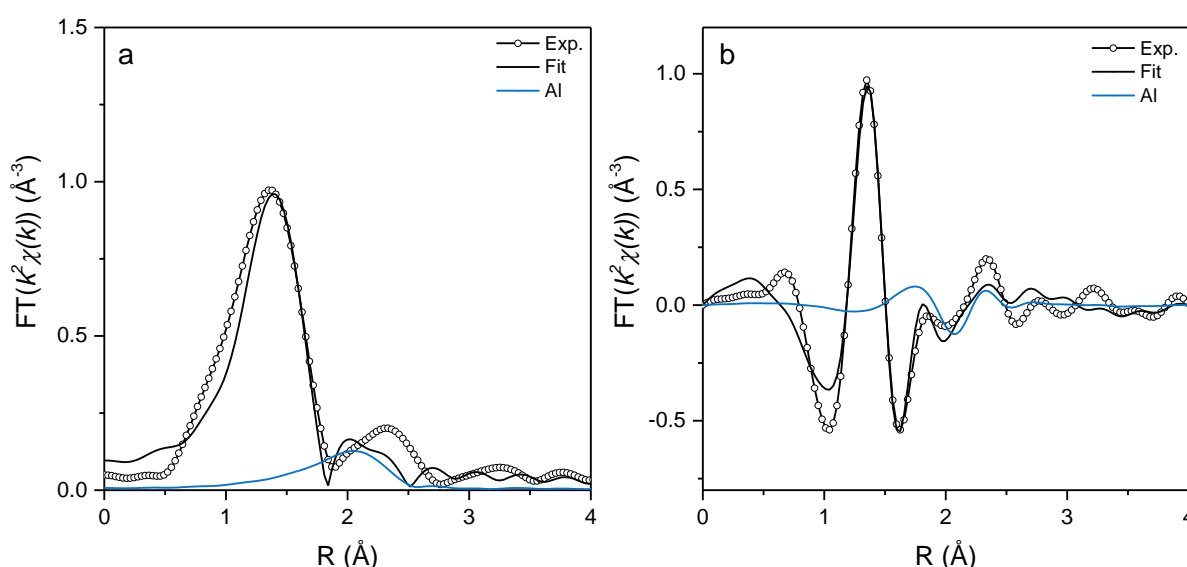 a
Exp.
Fit
Al
1.5
1.0
0.5
0.0
FT(k²χ(k)) (Å⁻³)
0
1
2
3
4
R (Å)
b
Exp.
Fit
Al
1.0
0.5
0.0
-0.5
FT(k²χ(k)) (Å⁻³)
0
1
2
3
4
R (Å)